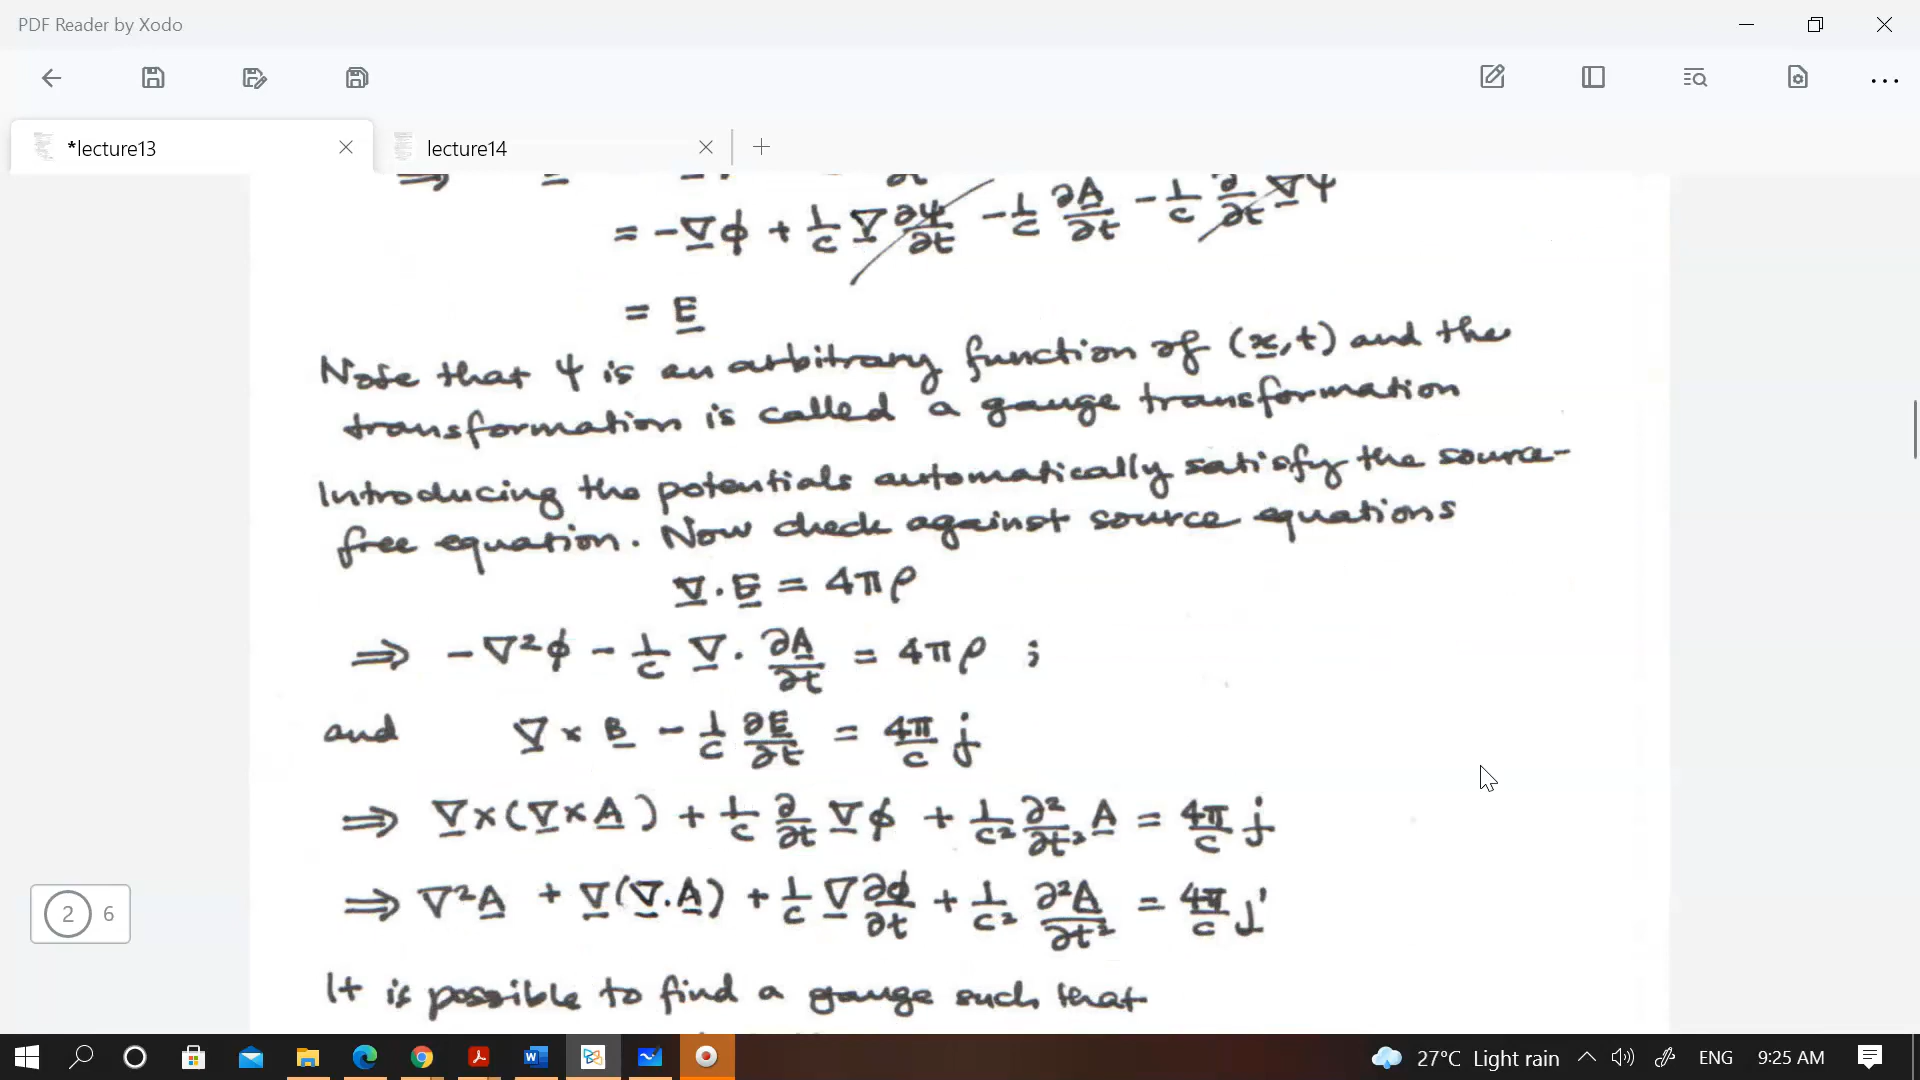 PDF Reader by Xodo
*lecture13
lecture14
= -∇φ + 1/c ∇ ∂ψ/∂t - 1/c ∂A/∂t - 1/c ∂/∂t ∇ψ
= E
Note that ψ is an arbitrary function of (x,t) and the
transformation is called a gauge transformation
Introducing the potentials automatically satisfy the source-
free equation. Now check against source equations
∇·E = 4πρ
⇒ -∇²φ - 1/c ∇· ∂A/∂t = 4πρ ;
and ∇×B - 1/c ∂E/∂t = 4π/c j
⇒ ∇×(∇×A) + 1/c ∂/∂t ∇φ + 1/c² ∂²/∂t² A = 4π/c j
⇒ ∇²A + ∇(∇.A) + 1/c ∇ ∂φ/∂t + 1/c² ∂²A/∂t² = 4π/c j
It is possible to find a gauge such that
2 6
27°C Light rain
ENG
9:25 AM